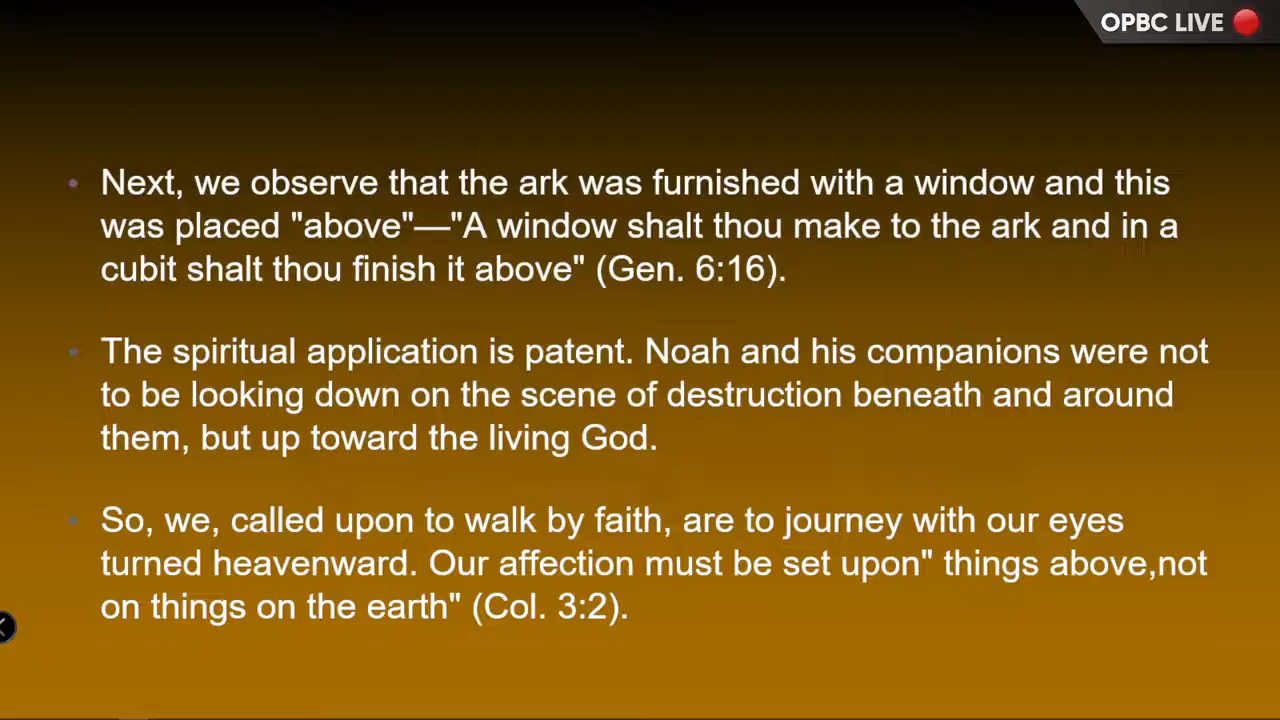 OPBC LIVE
• Next, we observe that the ark was furnished with a window and this
was placed "above"—"A window shalt thou make to the ark and in a
cubit shalt thou finish it above" (Gen. 6:16).
• The spiritual application is patent. Noah and his companions were not
to be looking down on the scene of destruction beneath and around
them, but up toward the living God.
• So, we, called upon to walk by faith, are to journey with our eyes
turned heavenward. Our affection must be set upon" things above,not
on things on the earth" (Col. 3:2).